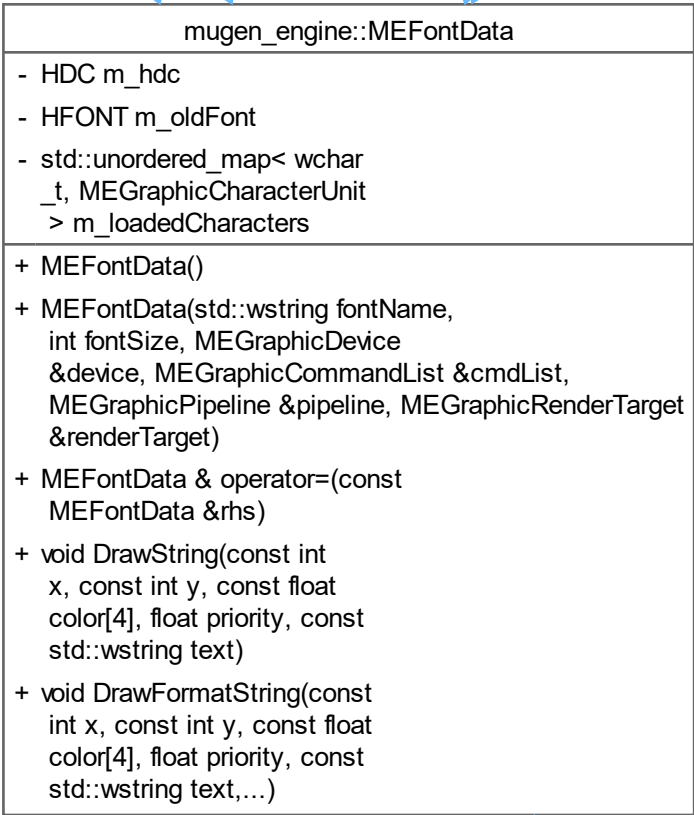 mugen_engine::MEFontData
- HDC m_hdc
- HFONT m_oldFont
- std::unordered_map< wchar
_t, MEGraphicCharacterUnit
> m_loadedCharacters
+ MEFontData()
+ MEFontData(std::wstring fontName,
int fontSize, MEGraphicDevice
&device, MEGraphicCommandList &cmdList,
MEGraphicPipeline &pipeline, MEGraphicRenderTarget
&renderTarget)
+ MEFontData & operator=(const
MEFontData &rhs)
+ void DrawString(const int
x, const int y, const float
color[4], float priority, const
std::wstring text)
+ void DrawFormatString(const
int x, const int y, const float
color[4], float priority, const
std::wstring text,...)